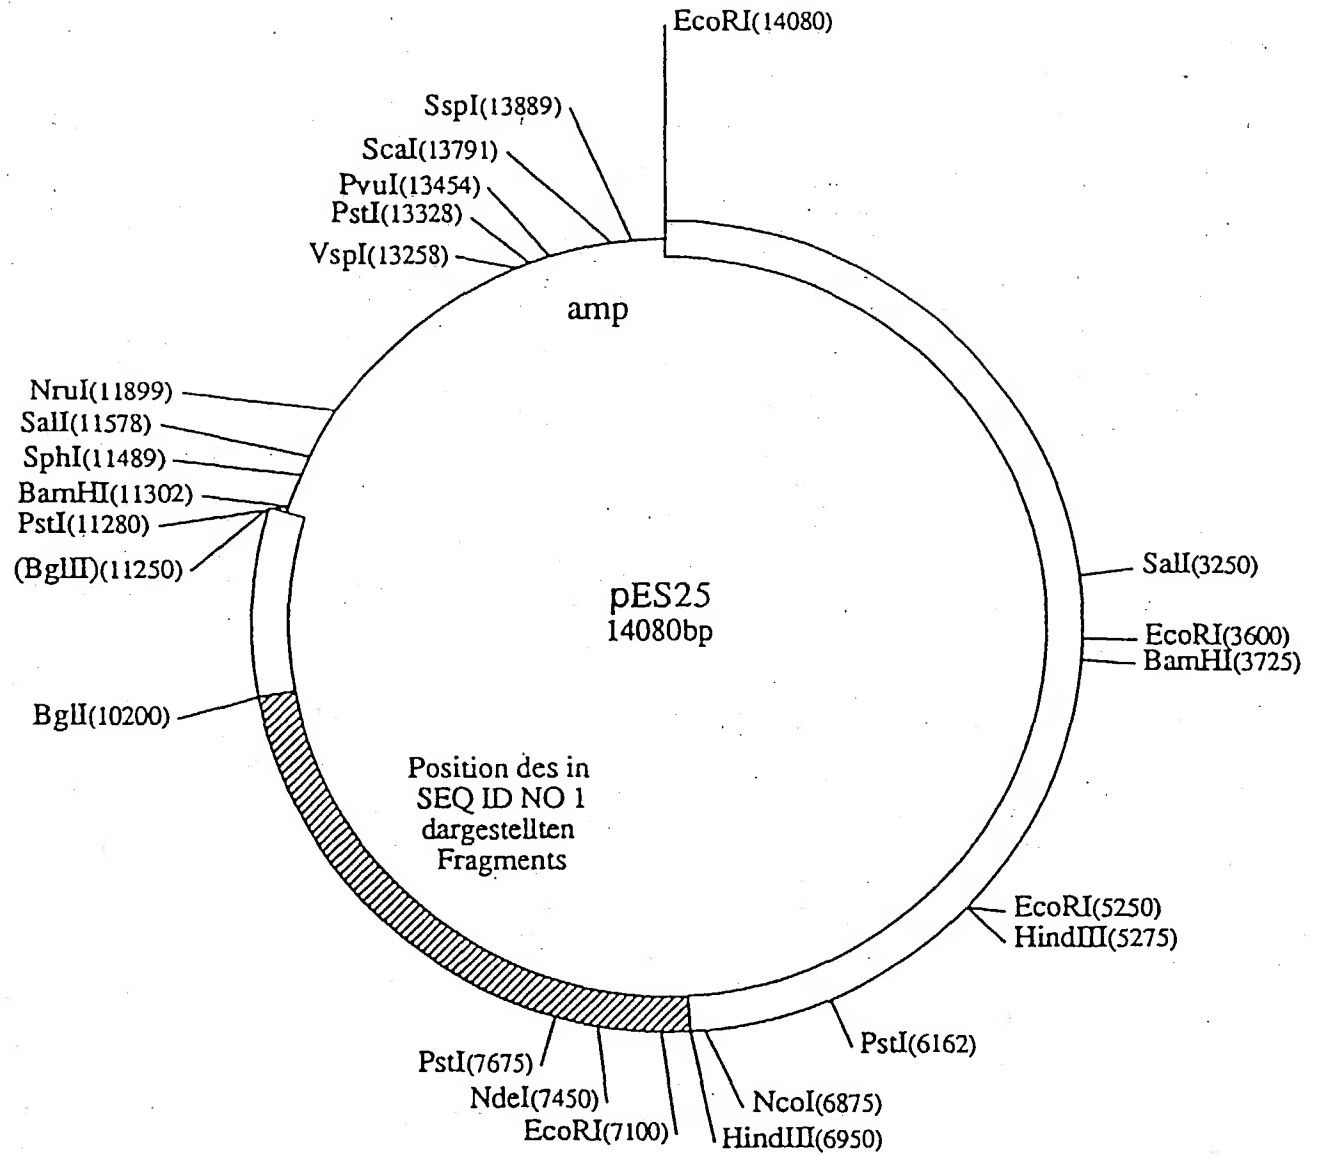 EcoRI(14080)
SspI(13889)
ScaI(13791)
PvuI(13454)
PstI(13328)
VspI(13258)
amp
NruI(11899)
SalI(11578)
SphI(11489)
BamHI(11302)
PstI(11280)
(BglII)(11250)
pES25
14080bp
SalI(3250)
EcoRI(3600)
BamHI(3725)
BglI(10200)
Position des in
SEQ ID NO 1
dargestellten
Fragments
EcoRI(5250)
HindIII(5275)
PstI(6162)
PstI(7675)
NdeI(7450)
EcoRI(7100)
NcoI(6875)
HindIII(6950)